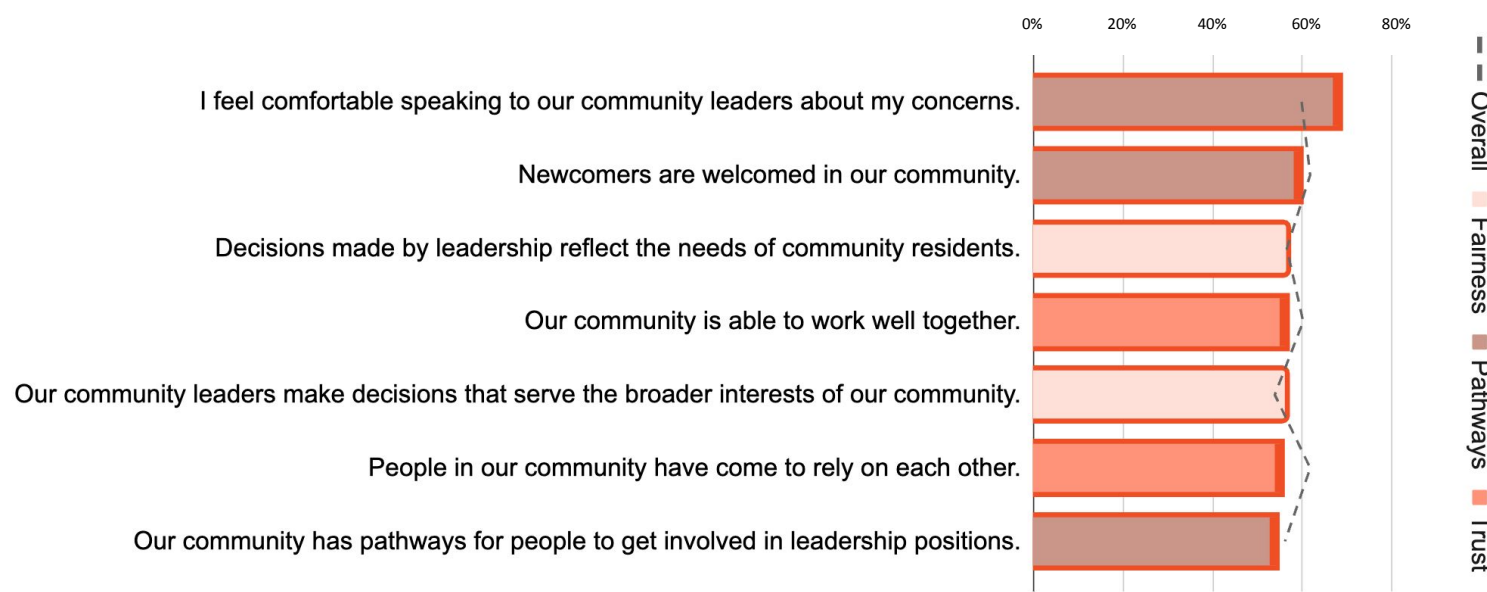 0% 20% 40% 60% 80%
I feel comfortable speaking to our community leaders about my concerns.
Newcomers are welcomed in our community.
Decisions made by leadership reflect the needs of community residents.
Our community is able to work well together.
Our community leaders make decisions that serve the broader interests of our community.
People in our community have come to rely on each other.
Our community has pathways for people to get involved in leadership positions.
Overall Fairness Pathways Trust